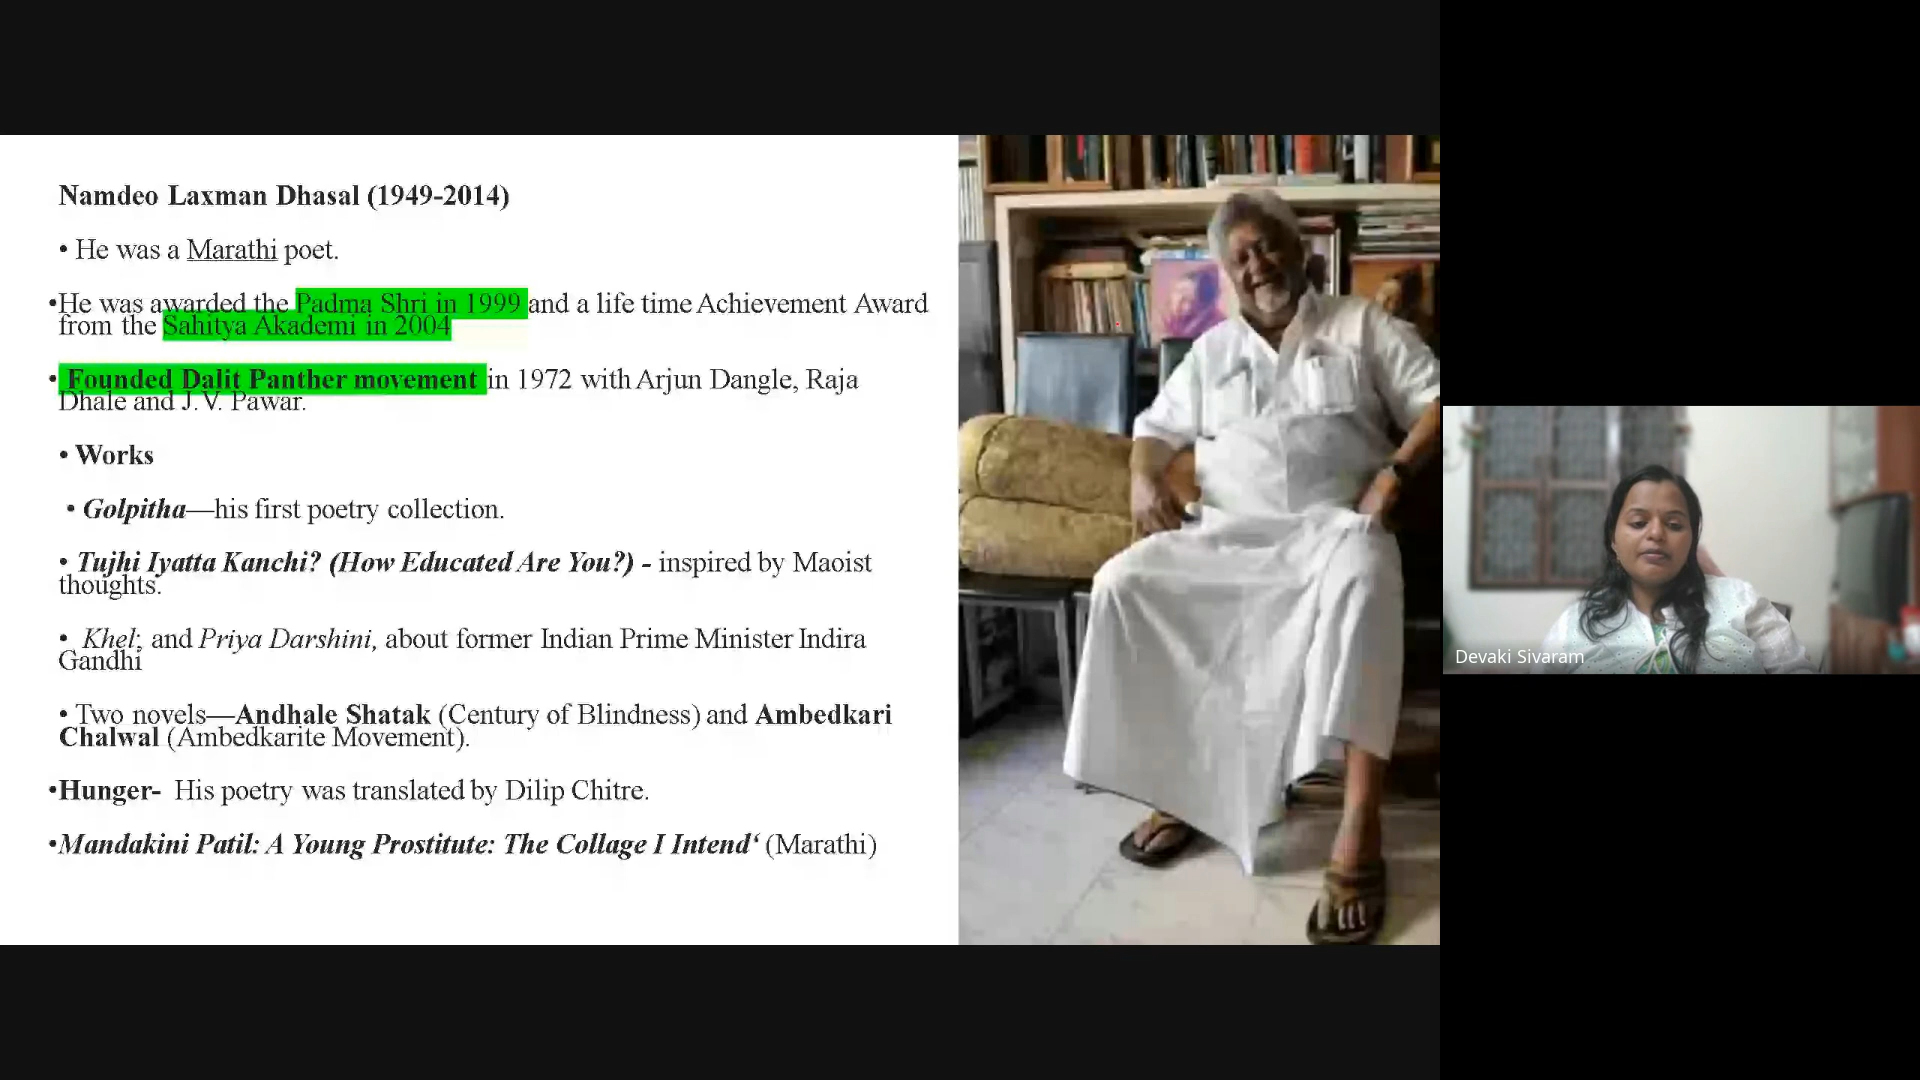 Namdeo Laxman Dhasal (1949-2014)
• He was a Marathi poet.
•He was awarded the Padma Shri in 1999 and a life time Achievement Award
from the Sahitya Akademi in 2004
• Founded Dalit Panther movement in 1972 with Arjun Dangle, Raja
Dhale and J.V. Pawar.
• Works
• Golpitha—his first poetry collection.
• Tujhi Iyatta Kanchi? (How Educated Are You?) - inspired by Maoist
thoughts.
• Khel; and Priya Darshini, about former Indian Prime Minister Indira
Gandhi
• Two novels—Andhale Shatak (Century of Blindness) and Ambedkari
Chalwal (Ambedkarite Movement).
•Hunger- His poetry was translated by Dilip Chitre.
•Mandakini Patil: A Young Prostitute: The Collage I Intend‘ (Marathi)
Devaki Sivaram